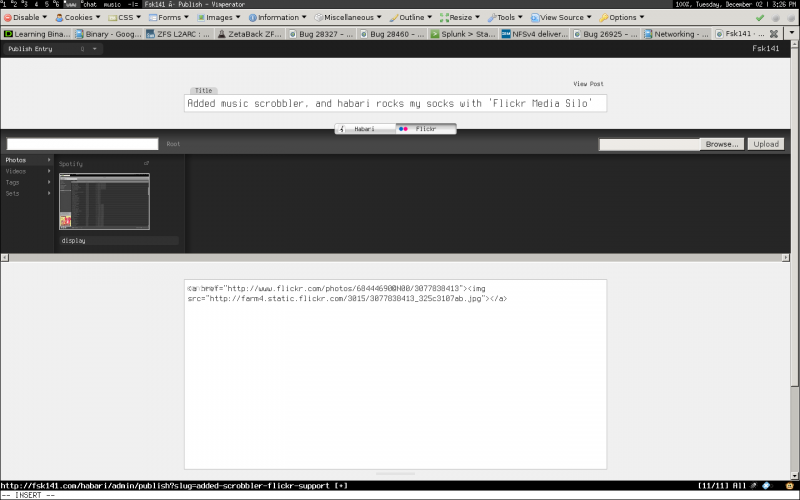 1 2 3 4 5 6 www chat music -!=  Fsk141 â· Publish - Vimperator  100%, Tuesday, December 02 | 3:26 PM
Disable Cookies CSS Forms Images Information Miscellaneous Outline Resize Tools View Source Options
Learning Bina... Binary - Goog... ZFS L2ARC : ... ZetaBack ZF... Bug 28327 - ... Bug 28460 - ... Splunk > Sta... NFSv4 deliver... Bug 26925 - ... Networking - ... Fsk141 - ...
Publish Entry Fsk141
View Post
Title
Added music scrobbler, and habari rocks my socks with 'Flickr Media Silo'
Habari Flickr
Root Browse... Upload
Photos Spotify
Videos
Tags
Sets
display
<a href="http://www.flickr.com/photos/68444690@N00/3077838413"><img
src="http://farm4.static.flickr.com/3015/3077838413_325c3107ab.jpg"></a>
http://fsk141.com/habari/admin/publish?slug=added-scrobbler-flickr-support [+] [11/11] All
-- INSERT --